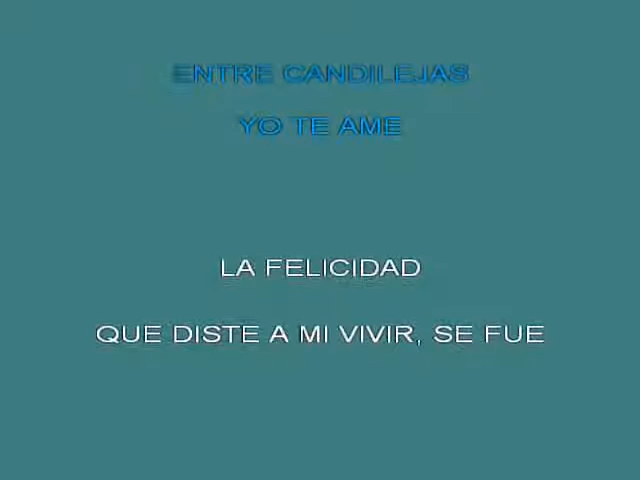 ENTRE CANDILEJAS
YO TE AME
LA FELICIDAD
QUE DISTE A MI VIVIR, SE FUE